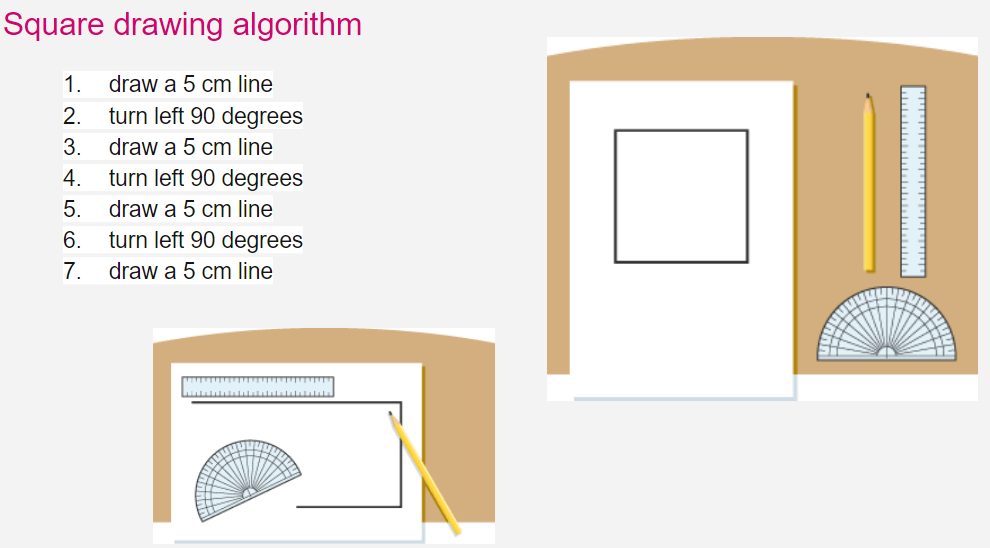 Square drawing algorithm
1. draw a 5 cm line
2. turn left 90 degrees
3. draw a 5 cm line
4. turn left 90 degrees
5. draw a 5 cm line
6. turn left 90 degrees
7. draw a 5 cm line